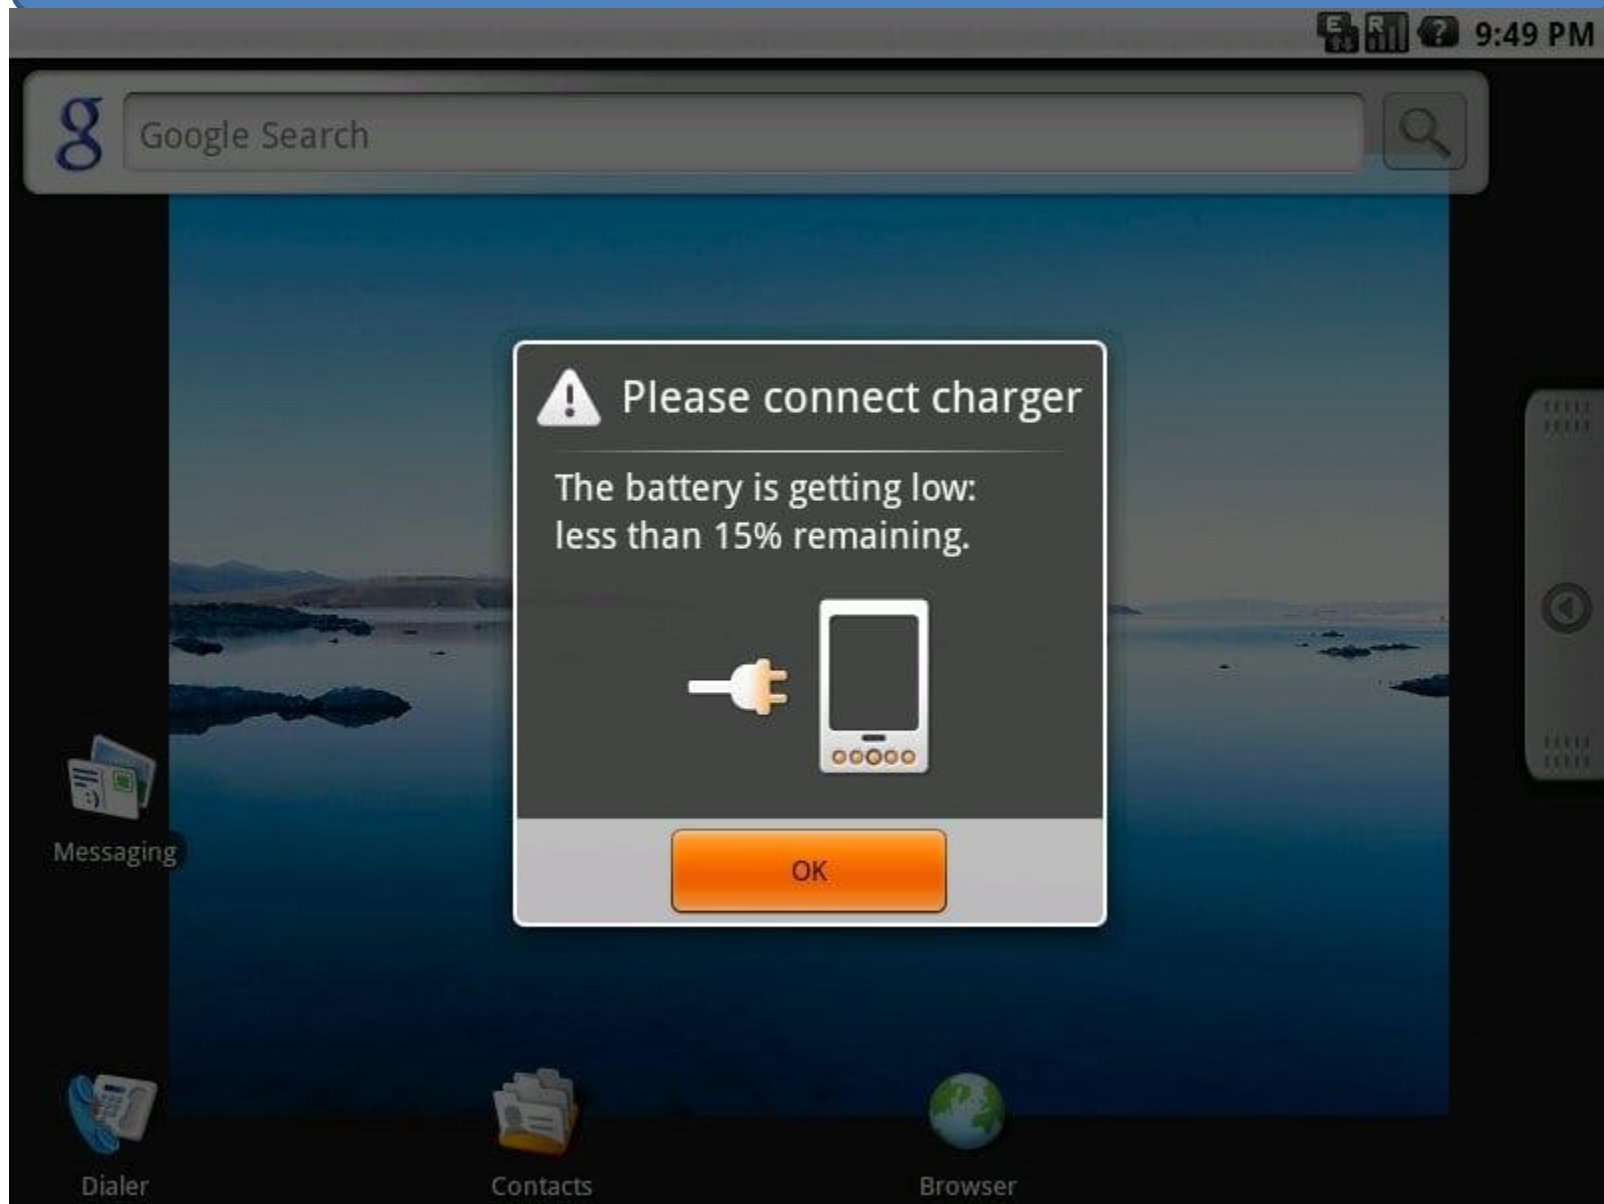 E R ? 9:49 PM
g Google Search
Please connect charger
The battery is getting low:
less than 15% remaining.
OK
Messaging
Dialer Contacts Browser